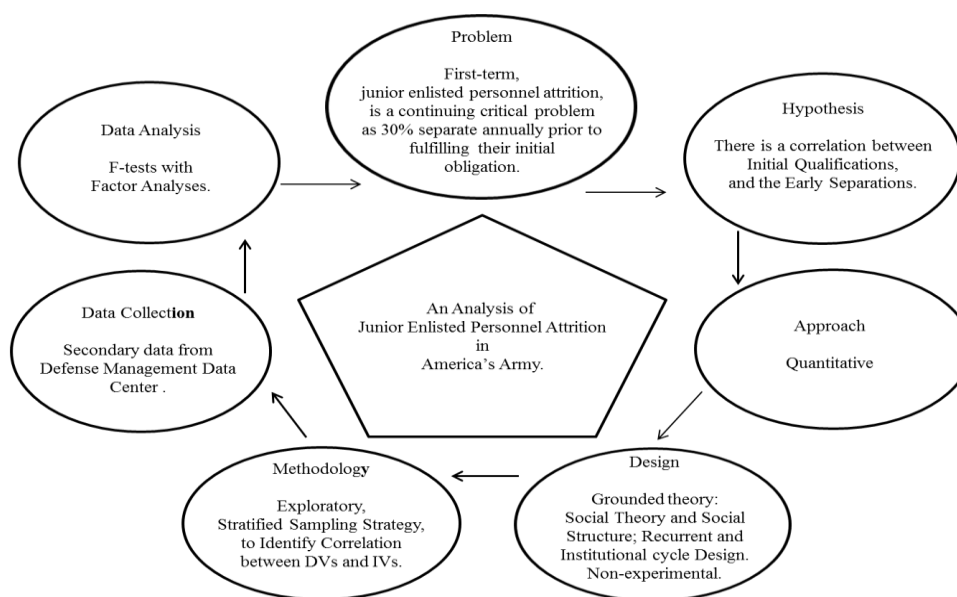 Problem
First-term,
junior enlisted personnel attrition,
is a continuing critical problem
as 30% separate annually prior to
fulfilling their initial
obligation.
Hypothesis
There is a correlation between
Initial Qualifications,
and the Early Separations.
Approach
Quantitative
Design
Grounded theory:
Social Theory and Social
Structure; Recurrent and
Institutional cycle Design.
Non-experimental.
Methodology
Exploratory,
Stratified Sampling Strategy,
to Identify Correlation
between DVs and IVs.
Data Collection
Secondary data from
Defense Management Data
Center .
Data Analysis
F-tests with
Factor Analyses.
An Analysis of
Junior Enlisted Personnel Attrition
in
America's Army.